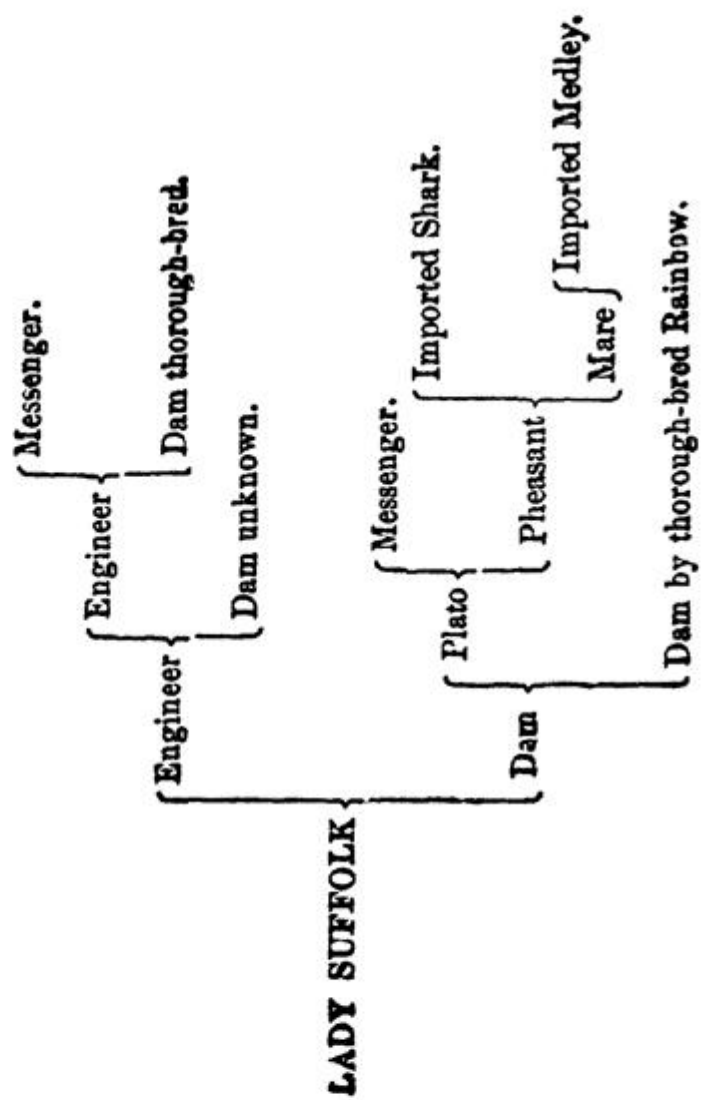 Messenger.
Engineer
Dam thorough-bred.
Engineer
Dam unknown.
LADY SUFFOLK
Messenger.
Plato
Imported Shark.
Pheasant
Mare
Imported Medley.
Dam
Dam by thorough-bred Rainbow.